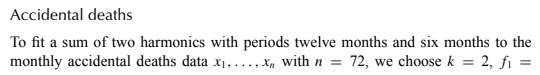 Accidental deaths
To fit a sum of two harmonics with periods twelve months and six months to the
monthly accidental deaths data x₁, . . . , xₙ with n = 72, we choose k = 2, f₁ =